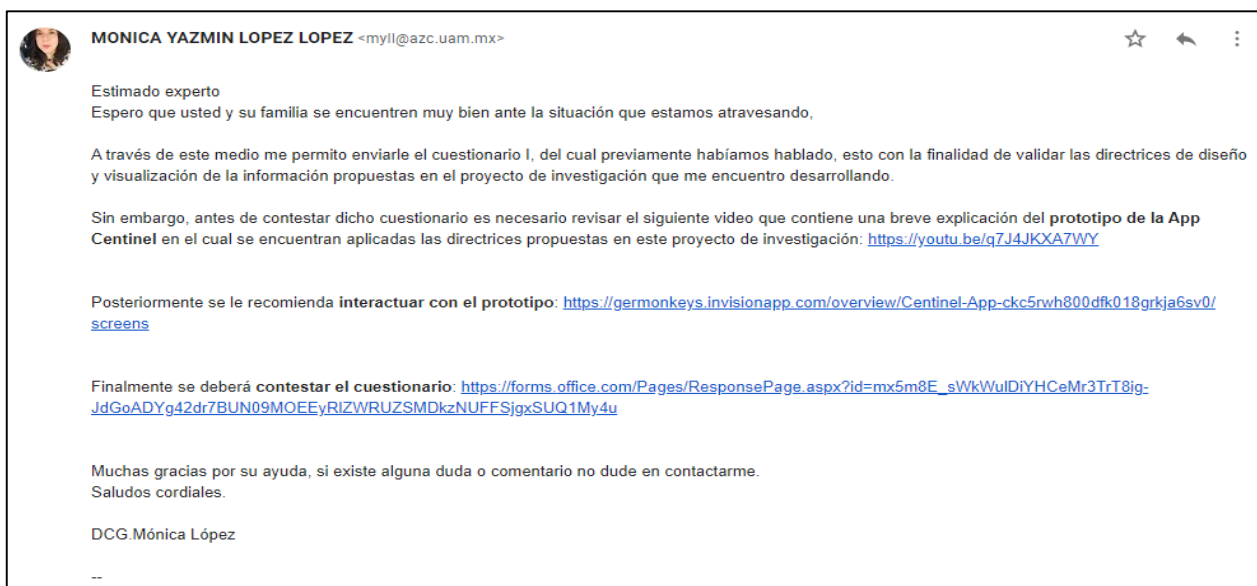 MONICA YAZMIN LOPEZ LOPEZ <myll@azc.uam.mx>
Estimado experto
Espero que usted y su familia se encuentren muy bien ante la situación que estamos atravesando,
A través de este medio me permito enviarle el cuestionario I, del cual previamente habíamos hablado, esto con la finalidad de validar las directrices de diseño
y visualización de la información propuestas en el proyecto de investigación que me encuentro desarrollando.
Sin embargo, antes de contestar dicho cuestionario es necesario revisar el siguiente video que contiene una breve explicación del prototipo de la App
Centinel en el cual se encuentran aplicadas las directrices propuestas en este proyecto de investigación: https://youtu.be/q7J4JKXA7WY
Posteriormente se le recomienda interactuar con el prototipo: https://germonkeys.invisionapp.com/overview/Centinel-App-ckc5rwh800dfk018grkja6sv0/
screens
Finalmente se deberá contestar el cuestionario: https://forms.office.com/Pages/ResponsePage.aspx?id=mx5m8E_sWkWulDiYHCeMr3TrT8ig-
JdGoADYg42dr7BUN09MOEEyRlZWRUZSMDkzNUFFSjgxSUQ1My4u
Muchas gracias por su ayuda, si existe alguna duda o comentario no dude en contactarme.
Saludos cordiales.
DCG.Mónica López
--